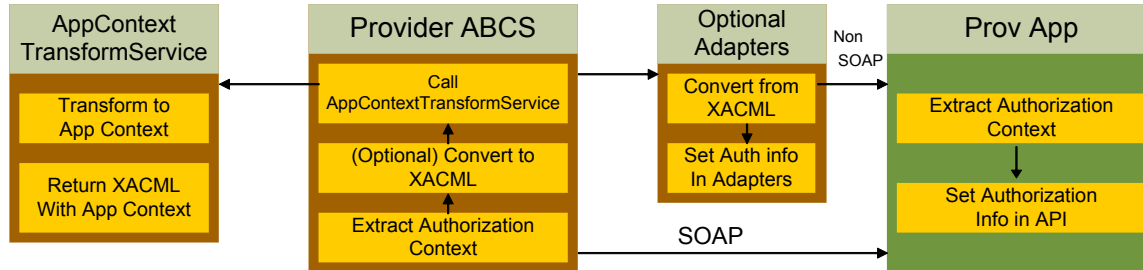 AppContext
TransformService
Transform to
App Context
Return XACML
With App Context
Provider ABCS
Call
AppContextTransformService
(Optional) Convert to
XACML
Extract Authorization
Context
Optional
Adapters
Convert from
XACML
Set Auth info
In Adapters
Non
SOAP
SOAP
Prov App
Extract Authorization
Context
Set Authorization
Info in API